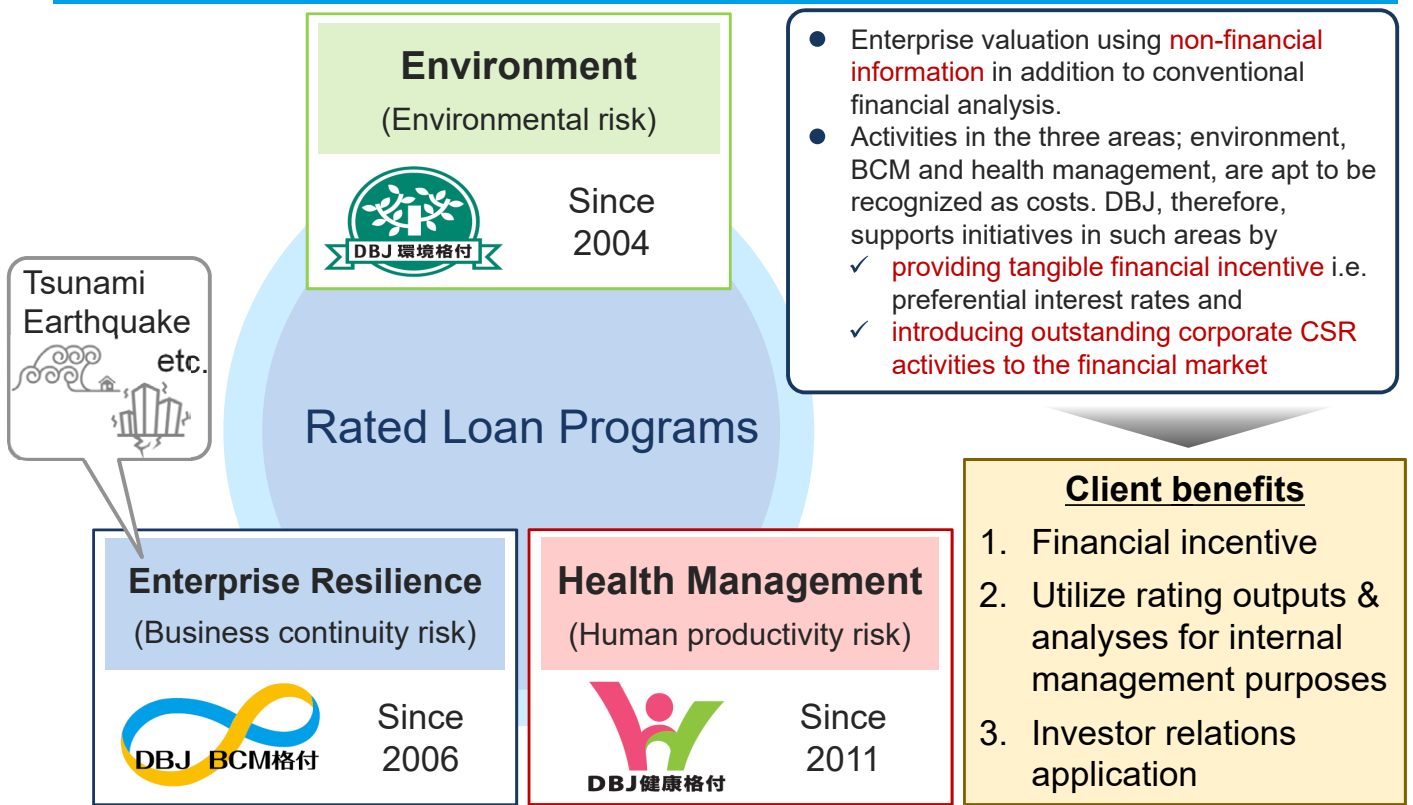 Environment
(Environmental risk)
DBJ 環境格付
Since
2004
Enterprise valuation using non-financial
information in addition to conventional
financial analysis.
Activities in the three areas; environment,
BCM and health management, are apt to be
recognized as costs. DBJ, therefore,
supports initiatives in such areas by
✓ providing tangible financial incentive i.e.
preferential interest rates and
✓ introducing outstanding corporate CSR
activities to the financial market
Tsunami
Earthquake
etc.
Rated Loan Programs
Enterprise Resilience
(Business continuity risk)
DBJ BCM格付
Since
2006
Health Management
(Human productivity risk)
DBJ健康格付
Since
2011
Client benefits
1. Financial incentive
2. Utilize rating outputs &
analyses for internal
management purposes
3. Investor relations
application